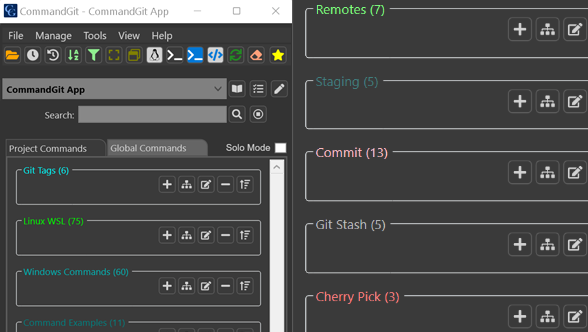 CommandGit - CommandGit App
File Manage Tools View Help
CommandGit App
Search:
Project Commands Global Commands Solo Mode
Git Tags (6)
Linux WSL (75)
Windows Commands (60)
Command Examples (11)
Remotes (7)
Staging (5)
Commit (13)
Git Stash (5)
Cherry Pick (3)